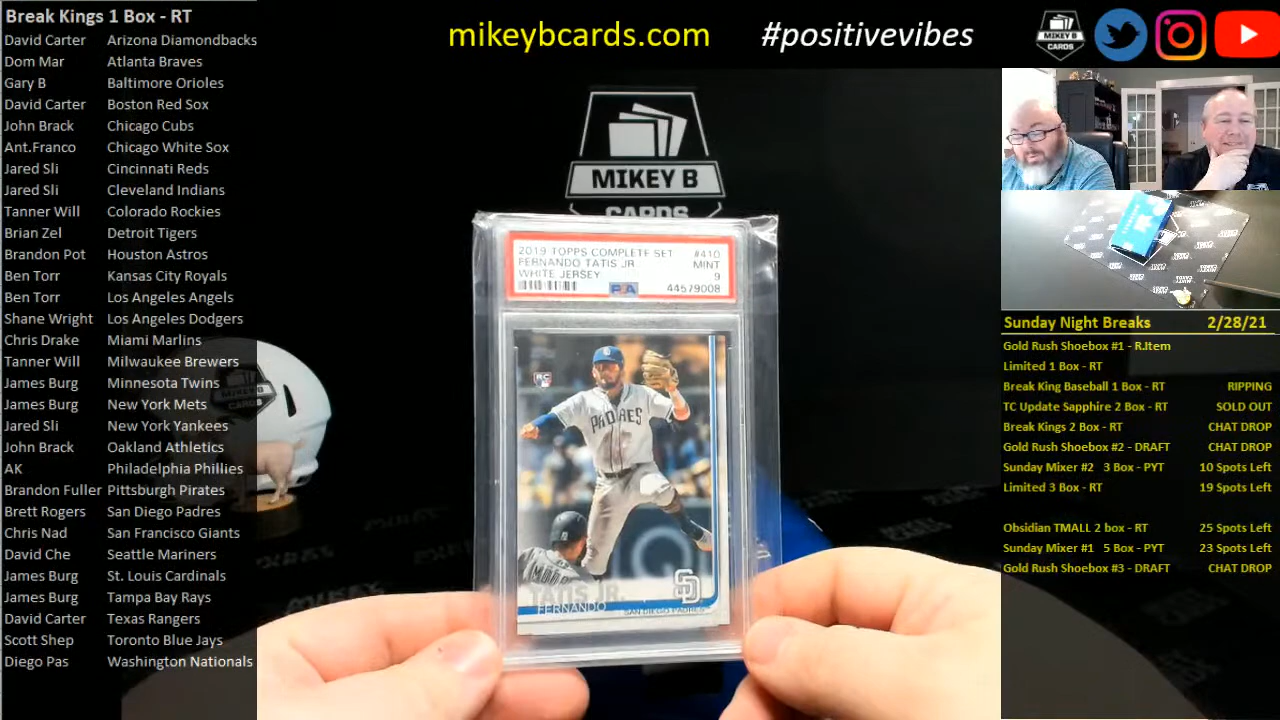 Break Kings 1 Box - RT
David Carter Arizona Diamondbacks
Dom Mar Atlanta Braves
Gary B Baltimore Orioles
David Carter Boston Red Sox
John Brack Chicago Cubs
Ant.Franco Chicago White Sox
Jared Sli Cincinnati Reds
Jared Sli Cleveland Indians
Tanner Will Colorado Rockies
Brian Zel Detroit Tigers
Brandon Pot Houston Astros
Ben Torr Kansas City Royals
Ben Torr Los Angeles Angels
Shane Wright Los Angeles Dodgers
Chris Drake Miami Marlins
Tanner Will Milwaukee Brewers
James Burg Minnesota Twins
James Burg New York Mets
Jared Sli New York Yankees
John Brack Oakland Athletics
AK Philadelphia Phillies
Brandon Fuller Pittsburgh Pirates
Brett Rogers San Diego Padres
Chris Nad San Francisco Giants
David Che Seattle Mariners
James Burg St. Louis Cardinals
James Burg Tampa Bay Rays
David Carter Texas Rangers
Scott Shep Toronto Blue Jays
Diego Pas Washington Nationals
mikeybcards.com #positivevibes
MIKEY B
CARDS
MIKEY B
CARDS
2019 TOPPS COMPLETE SET #410
FERNANDO TATIS JR MINT
WHITE JERSEY 9
PSA 44579008
RC
PADRES
TATIS JR.
FERNANDO
SD
SAN DIEGO PADRES
MIKEY B
CARDS
Sunday Night Breaks 2/28/21
Gold Rush Shoebox #1 - R.Item
Limited 1 Box - RT
Break King Baseball 1 Box - RT RIPPING
TC Update Sapphire 2 Box - RT SOLD OUT
Break Kings 2 Box - RT CHAT DROP
Gold Rush Shoebox #2 - DRAFT CHAT DROP
Sunday Mixer #2 3 Box - PYT 10 Spots Left
Limited 3 Box - RT 19 Spots Left
Obsidian TMALL 2 box - RT 25 Spots Left
Sunday Mixer #1 5 Box - PYT 23 Spots Left
Gold Rush Shoebox #3 - DRAFT CHAT DROP